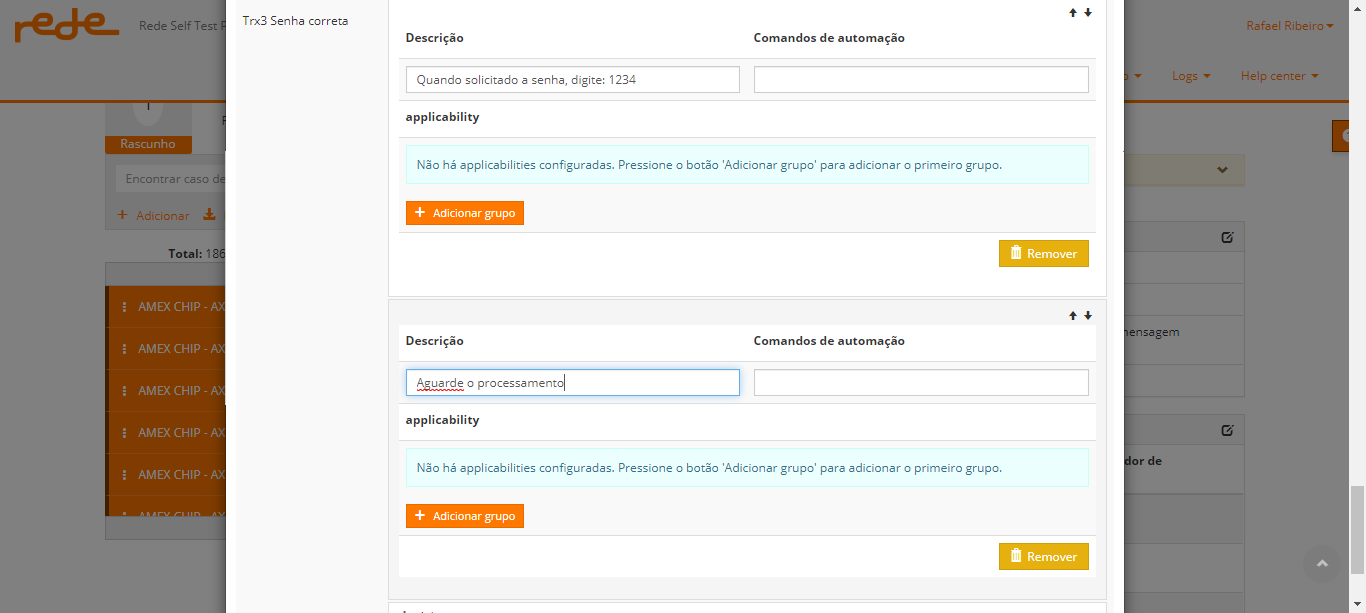 rede
Rede Self Test P
Trx3 Senha correta
Rafael Ribeiro
Descrição Comandos de automação
Logs Help center
Quando solicitado a senha, digite: 1234
applicability
Rascunho
Não há applicabilities configuradas. Pressione o botão 'Adicionar grupo' para adicionar o primeiro grupo.
Encontrar caso de
+ Adicionar
+ Adicionar grupo
Total: 186
Remover
AMEX CHIP - AX
AMEX CHIP - AX
AMEX CHIP - AX
AMEX CHIP - AX
AMEX CHIP - AX
AMEX CHIP - AX
mensagem
Descrição Comandos de automação
Aguarde o processamento
applicability
dor de
Não há applicabilities configuradas. Pressione o botão 'Adicionar grupo' para adicionar o primeiro grupo.
+ Adicionar grupo
Remover